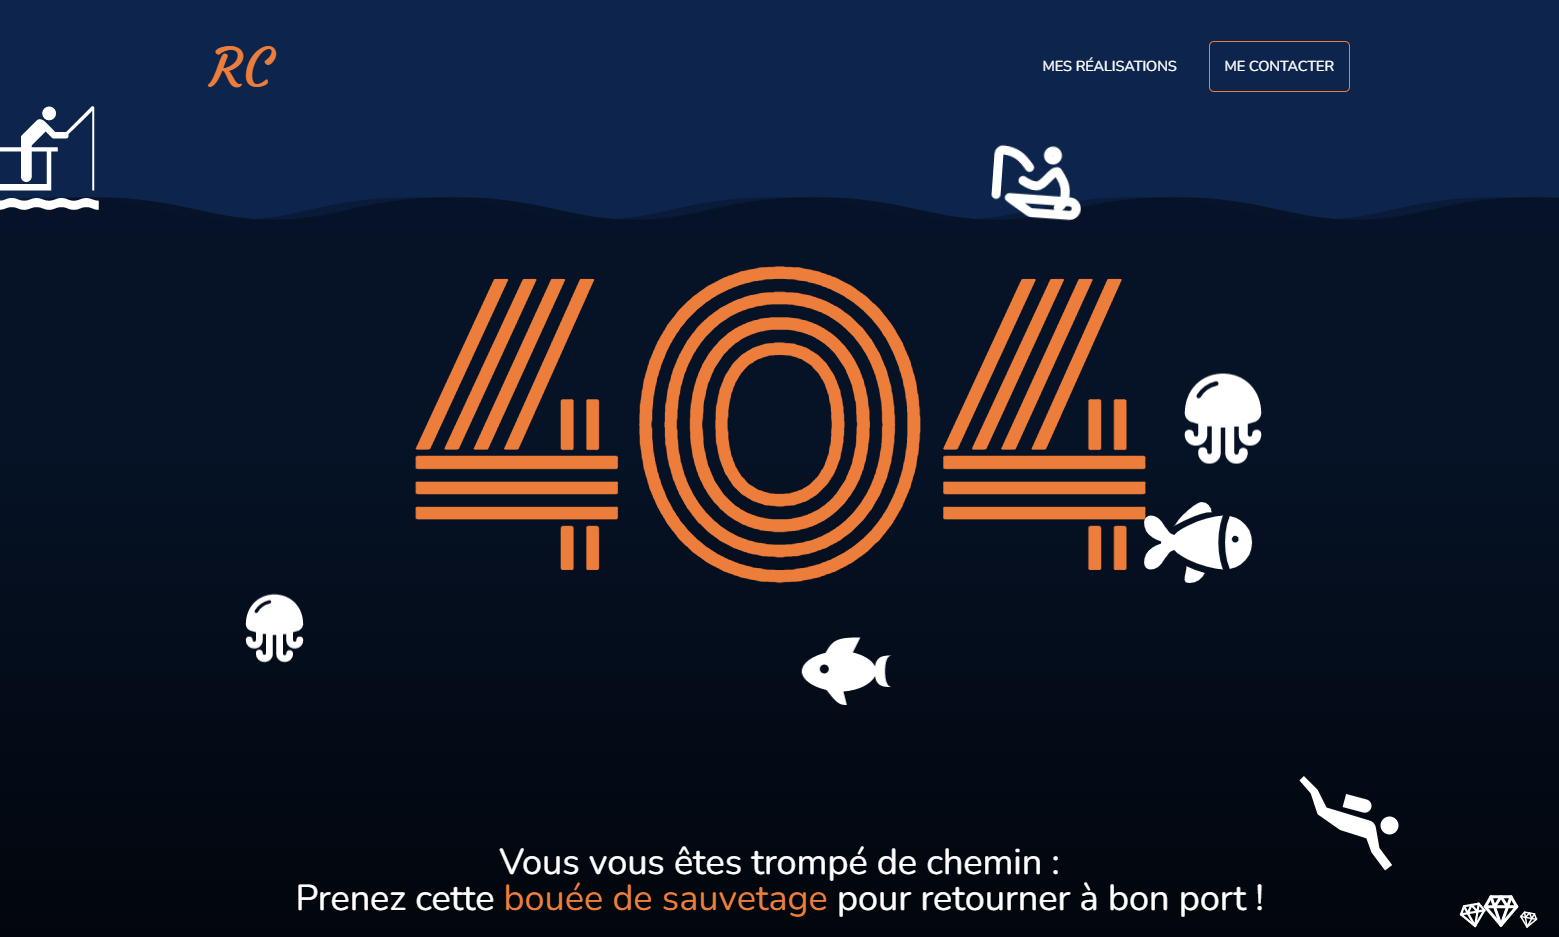 RC
MES RÉALISATIONS
ME CONTACTER
404
Vous vous êtes trompé de chemin :
Prenez cette bouée de sauvetage pour retourner à bon port !